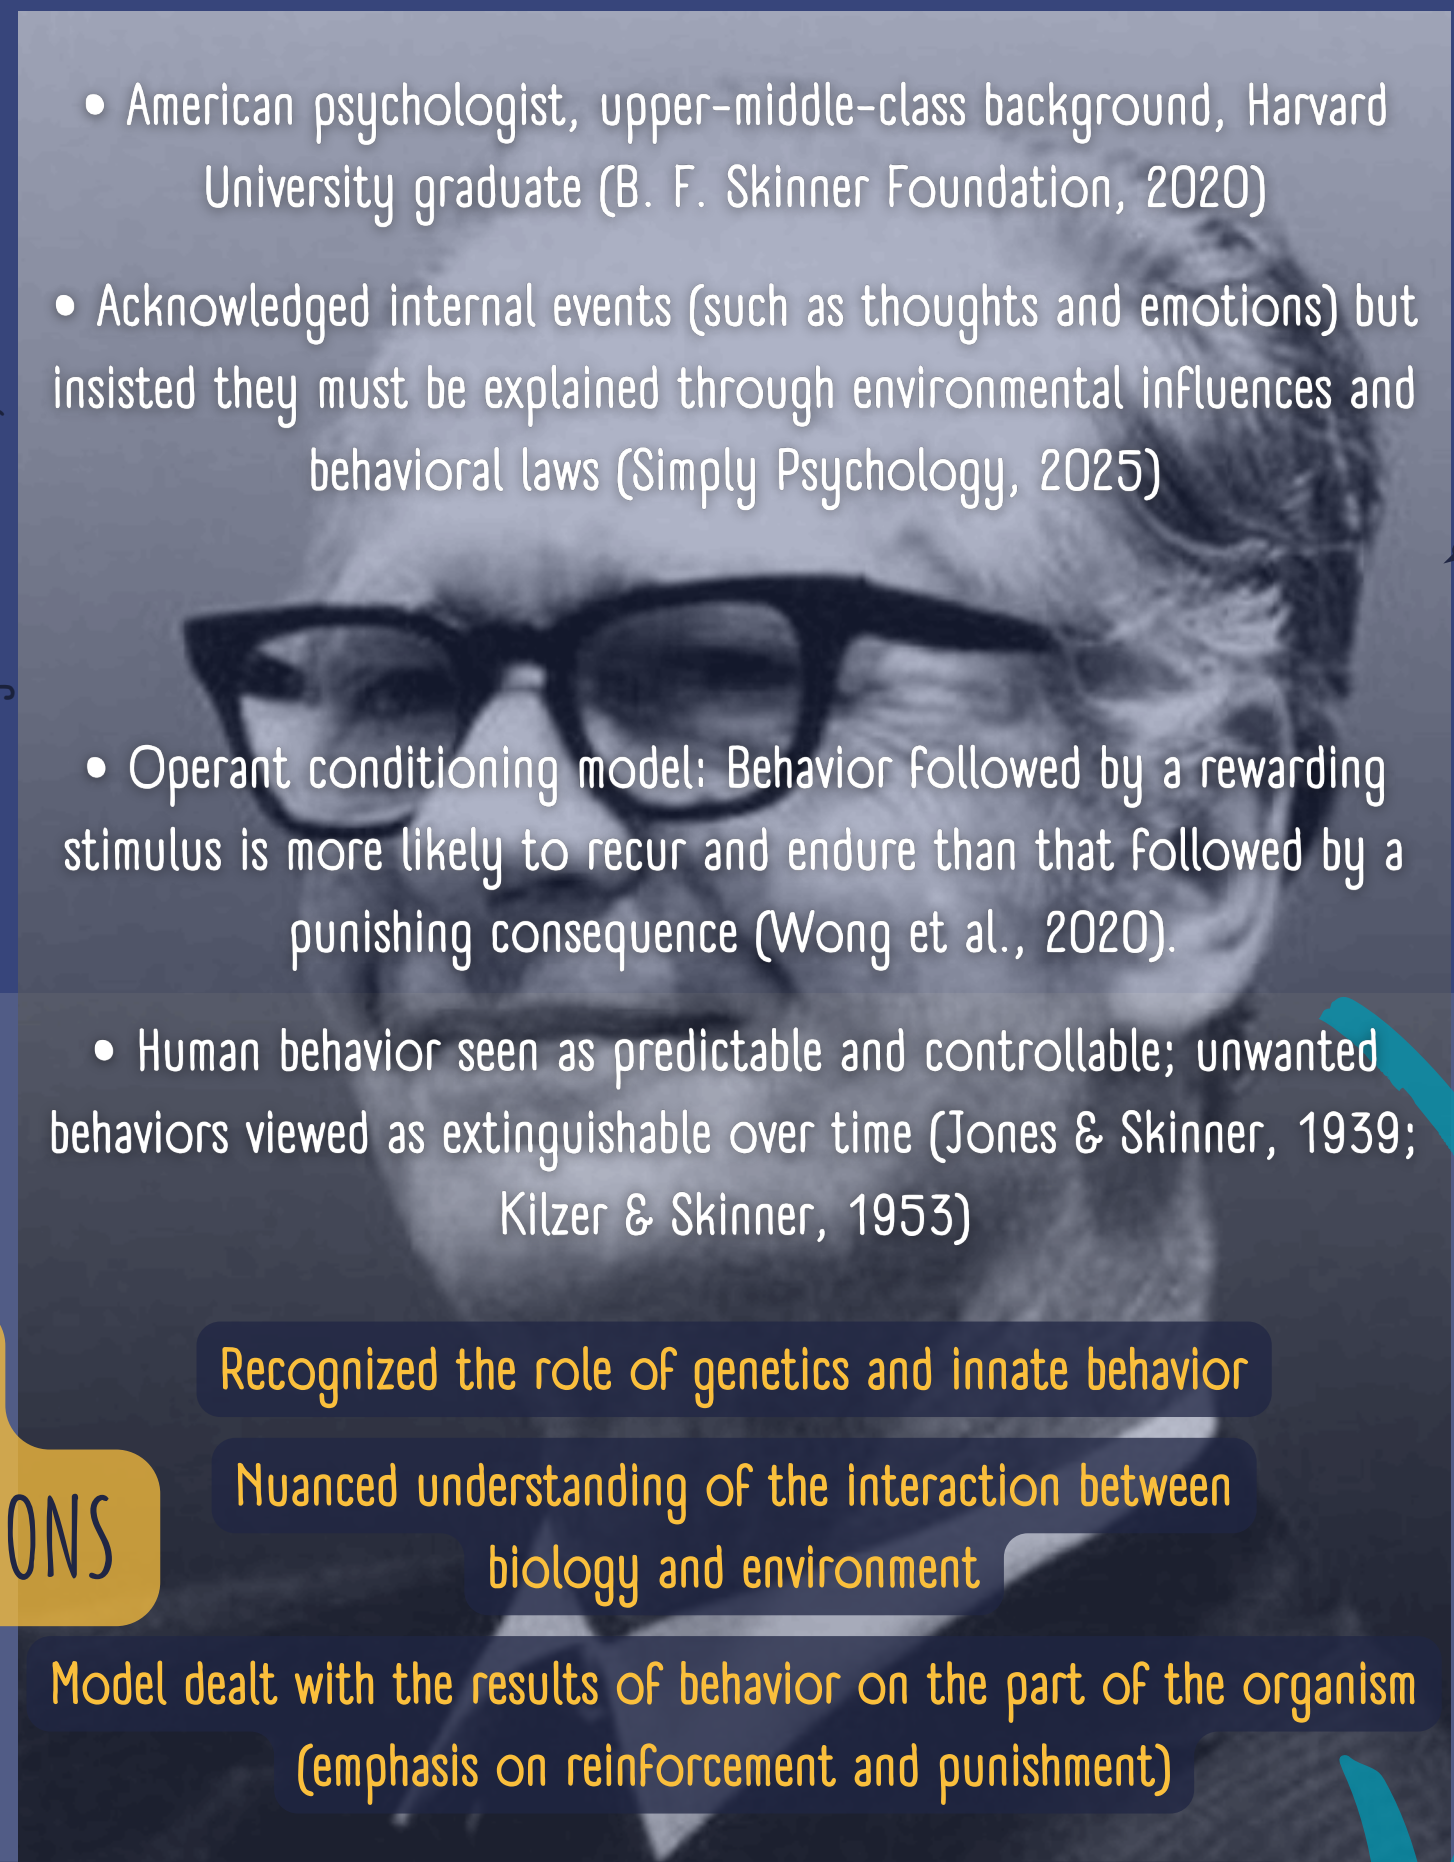 • American psychologist, upper-middle-class background, Harvard
University graduate (B. F. Skinner Foundation, 2020)
• Acknowledged internal events (such as thoughts and emotions) but
insisted they must be explained through environmental influences and
behavioral laws (Simply Psychology, 2025)
• Operant conditioning model: Behavior followed by a rewarding
stimulus is more likely to recur and endure than that followed by a
punishing consequence (Wong et al., 2020).
• Human behavior seen as predictable and controllable; unwanted
behaviors viewed as extinguishable over time (Jones & Skinner, 1939;
Kilzer & Skinner, 1953)
Recognized the role of genetics and innate behavior
Nuanced understanding of the interaction between
biology and environment
ONS
Model dealt with the results of behavior on the part of the organism
(emphasis on reinforcement and punishment)